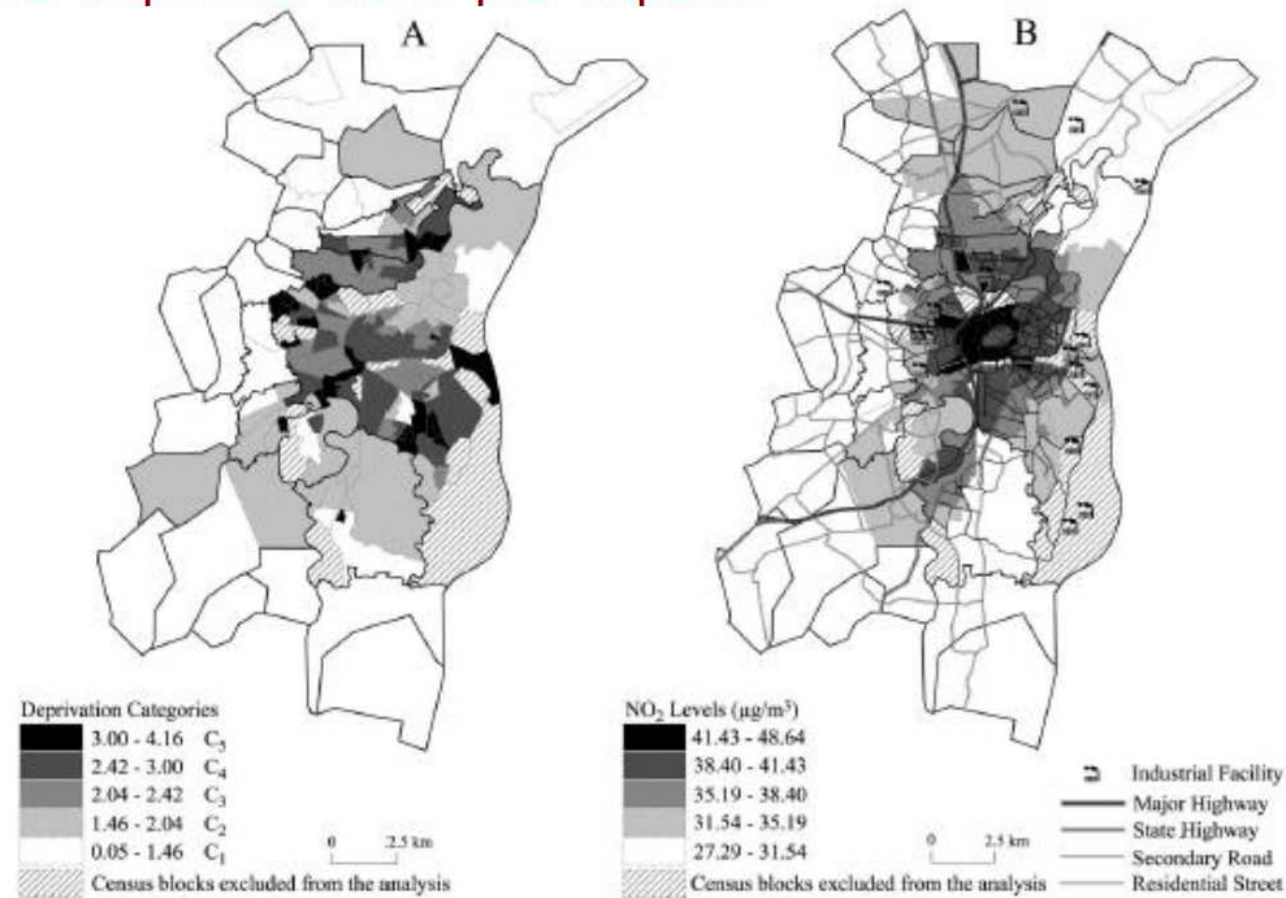 A
B
Deprivation Categories
3.00 - 4.16 C5
2.42 - 3.00 C4
2.04 - 2.42 C3
1.46 - 2.04 C2
0.05 - 1.46 C1
Census blocks excluded from the analysis
0 2.5 km
NO2 Levels (µg/m³)
41.43 - 48.64
38.40 - 41.43
35.19 - 38.40
31.54 - 35.19
27.29 - 31.54
Census blocks excluded from the analysis
0 2.5 km
Industrial Facility
Major Highway
State Highway
Secondary Road
Residential Street